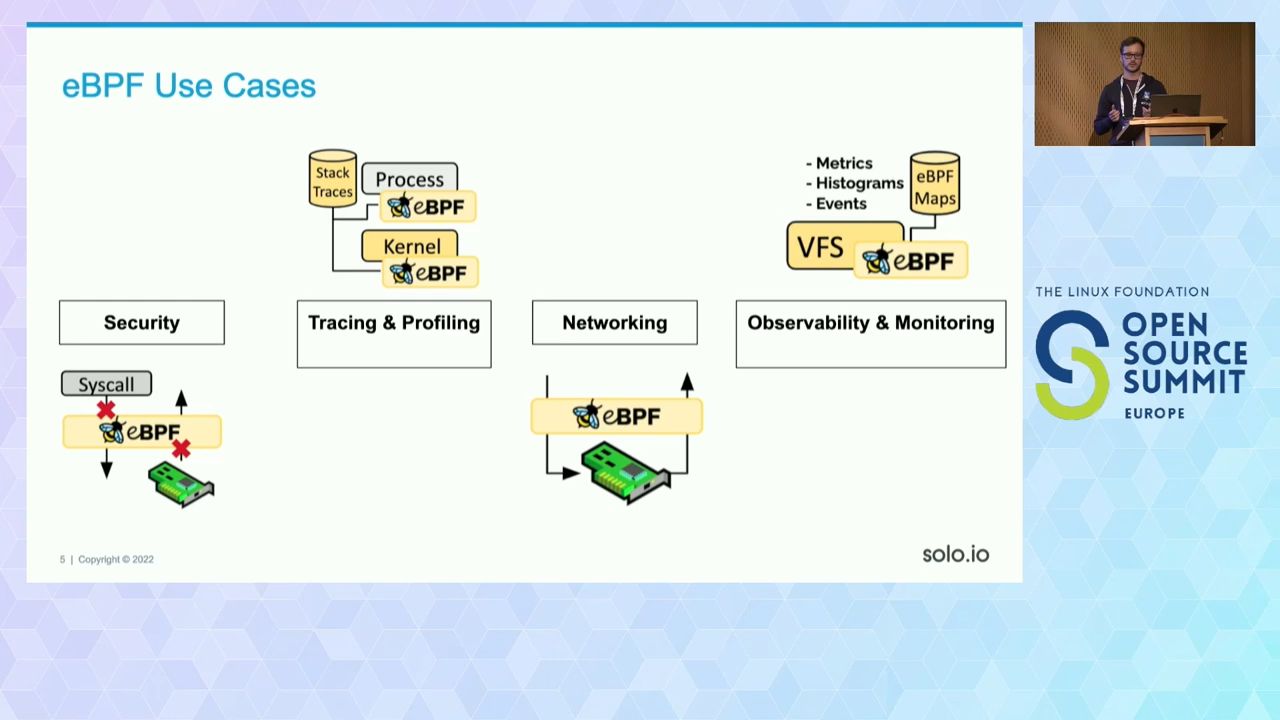 eBPF Use Cases
Stack
Traces
Process
eBPF
Kernel
eBPF
- Metrics
- Histograms
- Events
eBPF
Maps
VFS
eBPF
Security
Tracing & Profiling
Networking
Observability & Monitoring
Syscall
eBPF
eBPF
5 | Copyright © 2022
solo.io
THE LINUX FOUNDATION
OPEN
SOURCE
SUMMIT
EUROPE